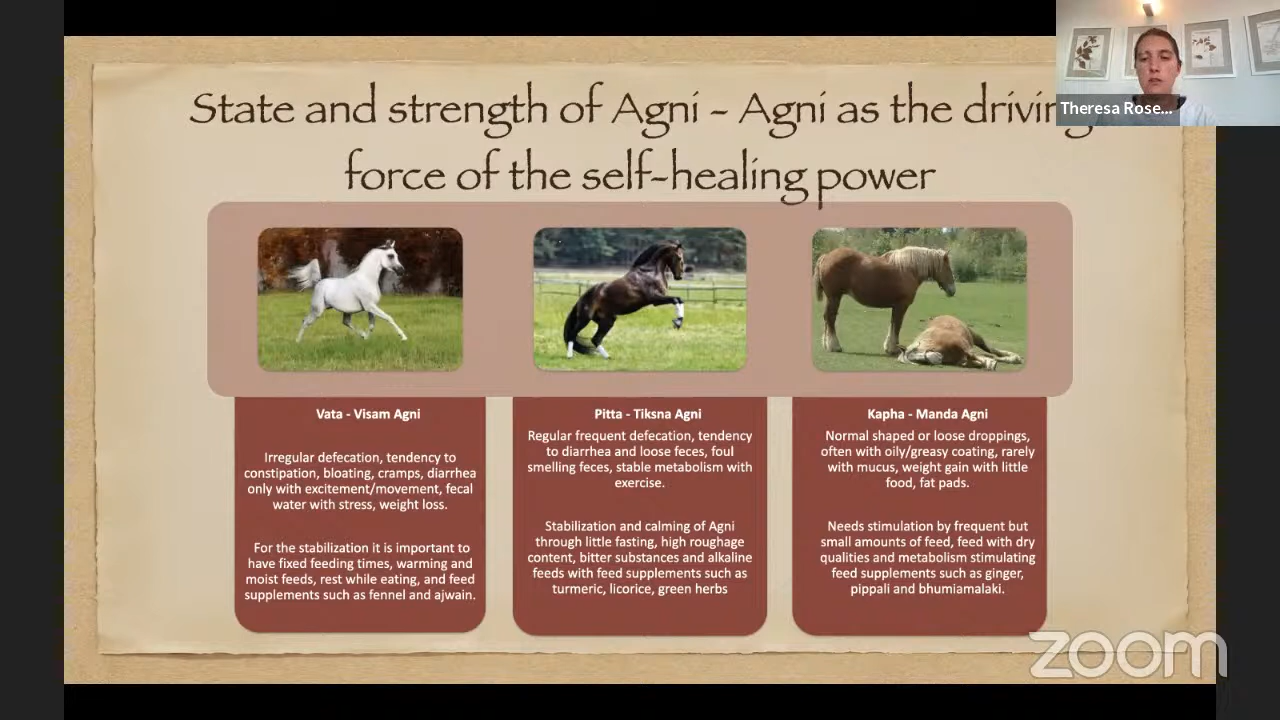 State and strength of Agni - Agni as the driving
force of the self-healing power
Theresa Rose...
Vata - Visam Agni
Irregular defecation, tendency to
constipation, bloating, cramps, diarrhea
only with excitement/movement, fecal
water with stress, weight loss.
For the stabilization it is important to
have fixed feeding times, warming and
moist feeds, rest while eating, and feed
supplements such as fennel and ajwain.
Pitta - Tiksna Agni
Regular frequent defecation, tendency
to diarrhea and loose feces, foul
smelling feces, stable metabolism with
exercise.
Stabilization and calming of Agni
through little fasting, high roughage
content, bitter substances and alkaline
feeds with feed supplements such as
turmeric, licorice, green herbs
Kapha - Manda Agni
Normal shaped or loose droppings,
often with oily/greasy coating, rarely
with mucus, weight gain with little
food, fat pads.
Needs stimulation by frequent but
small amounts of feed, feed with dry
qualities and metabolism stimulating
feed supplements such as ginger,
pippali and bhumiamalaki.
zoom